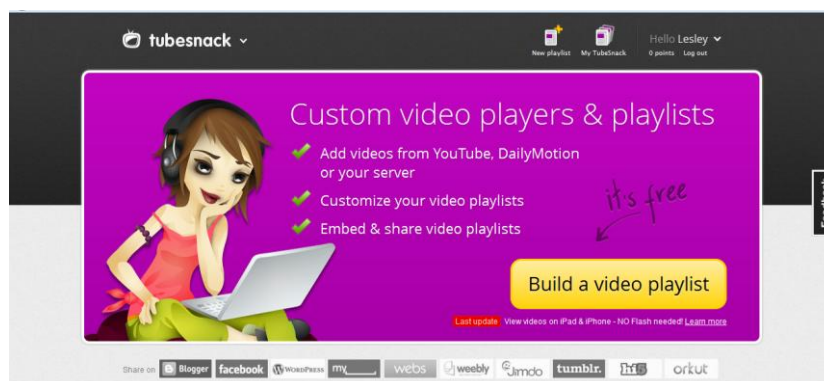 tubesnack
New playlist My TubeSnack
Hello Lesley
0 points Log out
Custom video players & playlists
Add videos from YouTube, DailyMotion
or your server
Customize your video playlists
Embed & share video playlists
it's free
Build a video playlist
Last update View videos on iPad & iPhone - NO Flash needed! Learn more
Feedback
Share on Blogger facebook WORDPRESS my webs weebly Jimdo tumblr. hi5 orkut